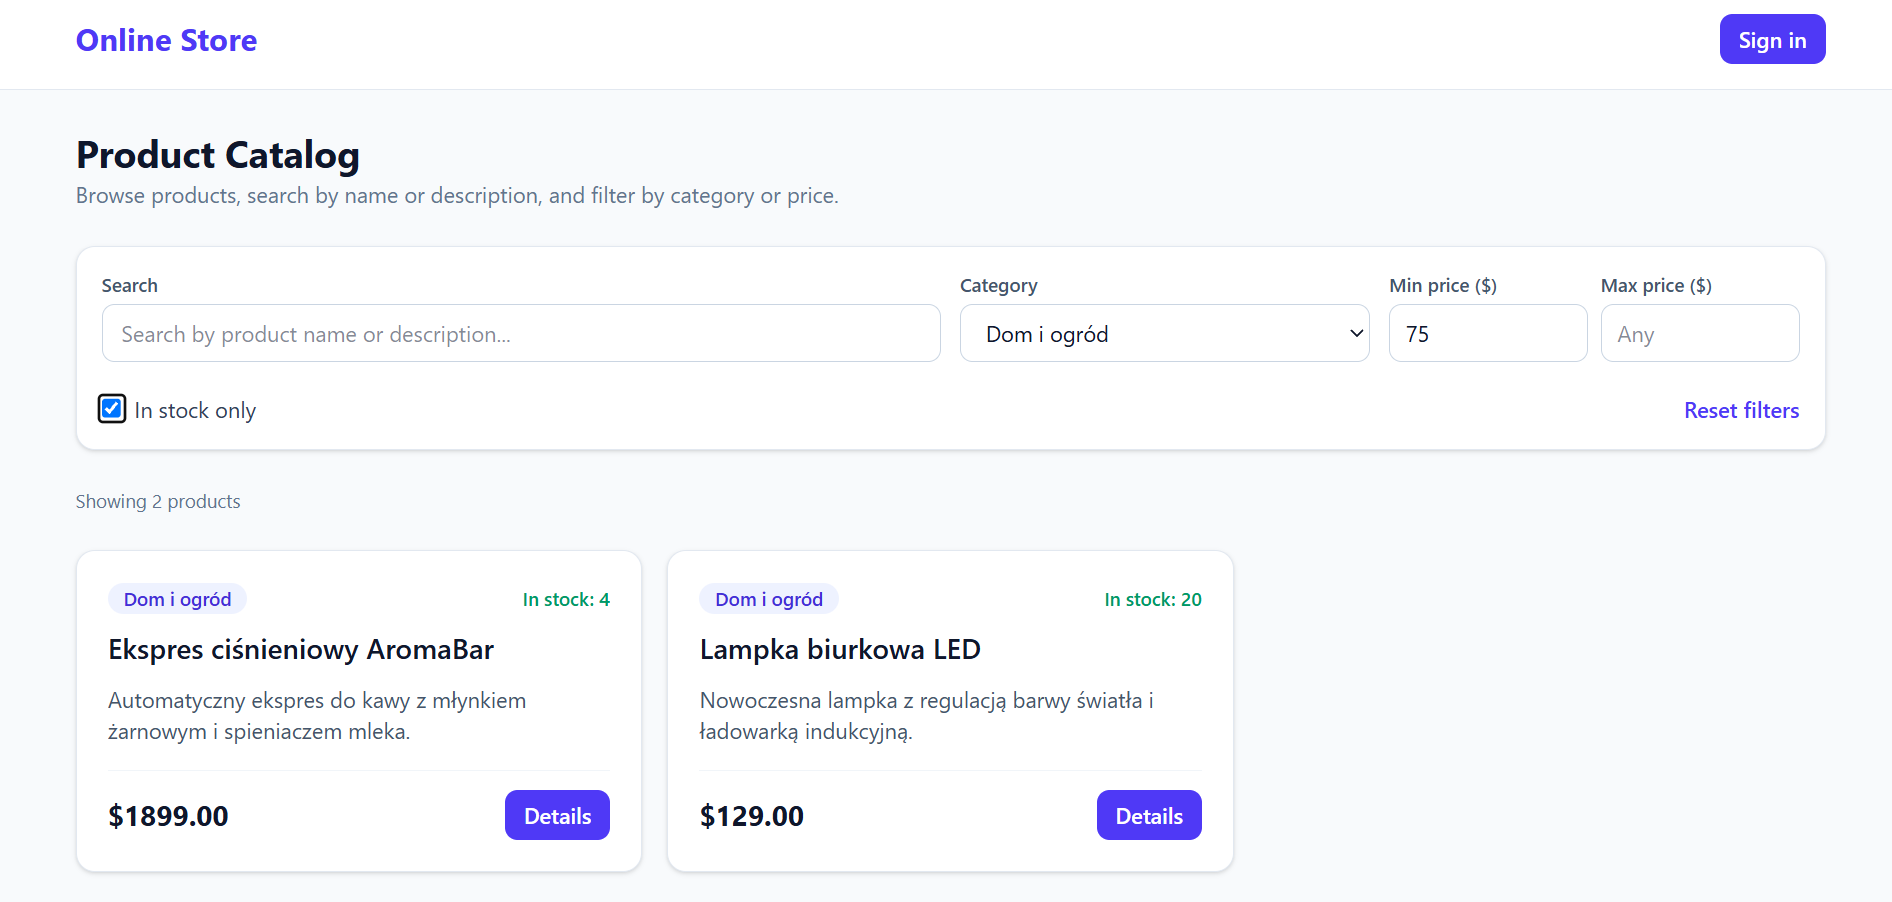 Online Store
Sign in
Product Catalog
Browse products, search by name or description, and filter by category or price.
Search
Category
Min price ($)
Max price ($)
Search by product name or description...
Dom i ogród
75
Any
In stock only
Reset filters
Showing 2 products
Dom i ogród
In stock: 4
Ekspres ciśnieniowy AromaBar
Automatyczny ekspres do kawy z młynkiem
żarnowym i spieniaczem mleka.
$1899.00
Details
Dom i ogród
In stock: 20
Lampka biurkowa LED
Nowoczesna lampka z regulacją barwy światła i
ładowarką indukcyjną.
$129.00
Details